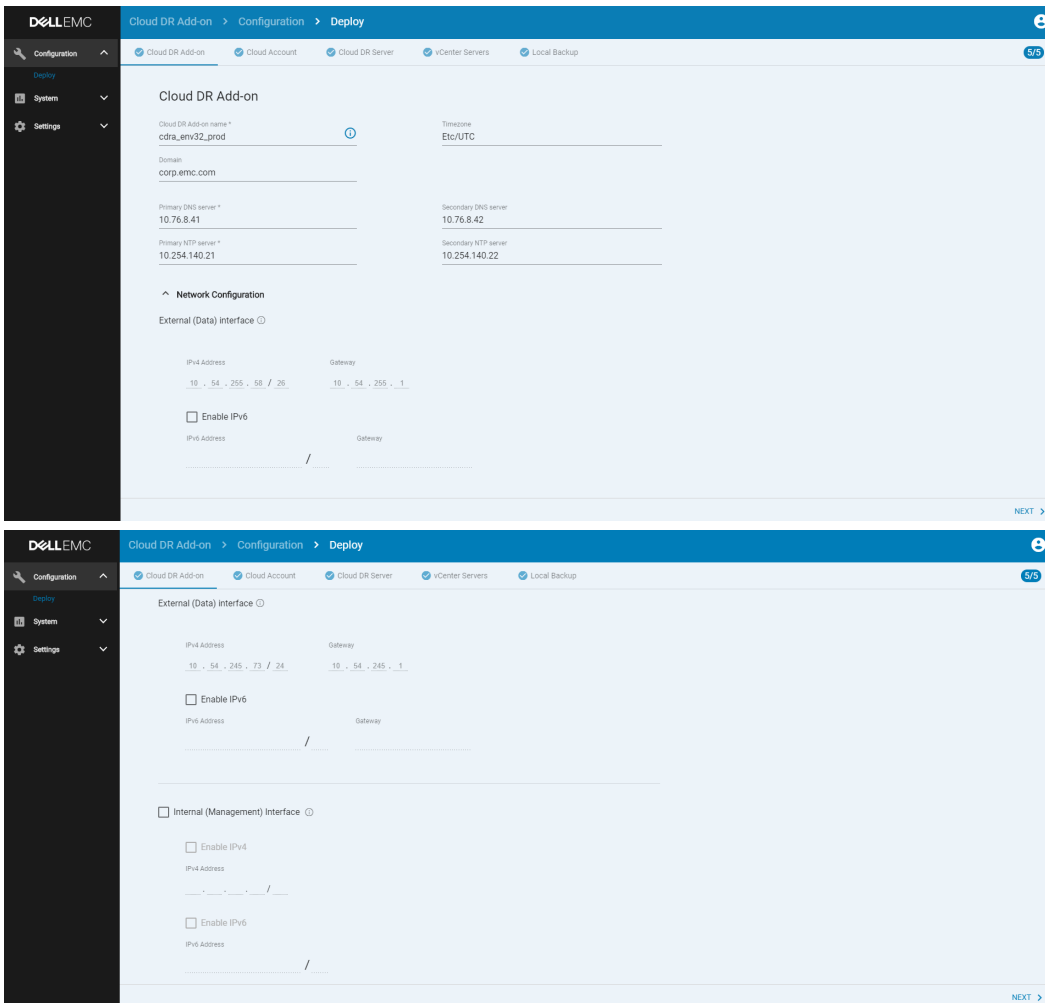 DELLEMC
Cloud DR Add-on > Configuration > Deploy
Configuration
Deploy
System
Settings
Cloud DR Add-on Cloud Account Cloud DR Server vCenter Servers Local Backup 5/5
Cloud DR Add-on
Cloud DR Add-on name * Timezone
cdra_env32_prod Etc/UTC
Domain
corp.emc.com
Primary DNS server * Secondary DNS server
10.76.8.41 10.76.8.42
Primary NTP server * Secondary NTP server
10.254.140.21 10.254.140.22
Network Configuration
External (Data) interface
IPv4 Address Gateway
10 . 54 . 255 . 58 / 26 10 . 54 . 255 . 1
Enable IPv6
IPv6 Address Gateway
/
NEXT >
DELLEMC
Cloud DR Add-on > Configuration > Deploy
Configuration
Deploy
System
Settings
Cloud DR Add-on Cloud Account Cloud DR Server vCenter Servers Local Backup 5/5
External (Data) interface
IPv4 Address Gateway
10 . 54 . 245 . 73 / 24 10 . 54 . 245 . 1
Enable IPv6
IPv6 Address Gateway
/
Internal (Management) Interface
Enable IPv4
IPv4 Address
. . . /
Enable IPv6
IPv6 Address
/
NEXT >